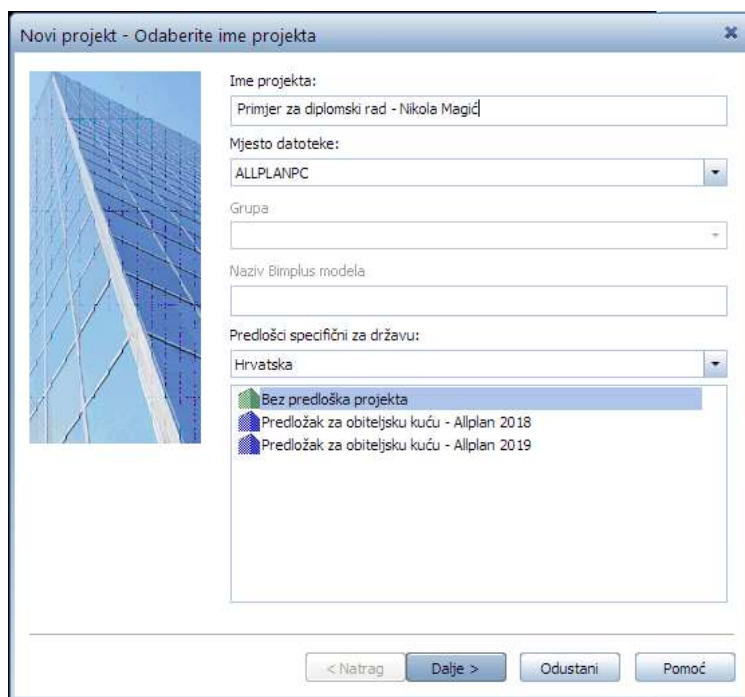 Novi projekt - Odaberite ime projekta
Ime projekta:
Primjer za diplomski rad - Nikola Magić
Mjesto datoteke:
ALLPLANPC
Grupa
Naziv Bimplus modela
Predlošci specifični za državu:
Hrvatska
Bez predloška projekta
Predložak za obiteljsku kuću - Allplan 2018
Predložak za obiteljsku kuću - Allplan 2019
< Natrag Dalje > Odustani Pomoć